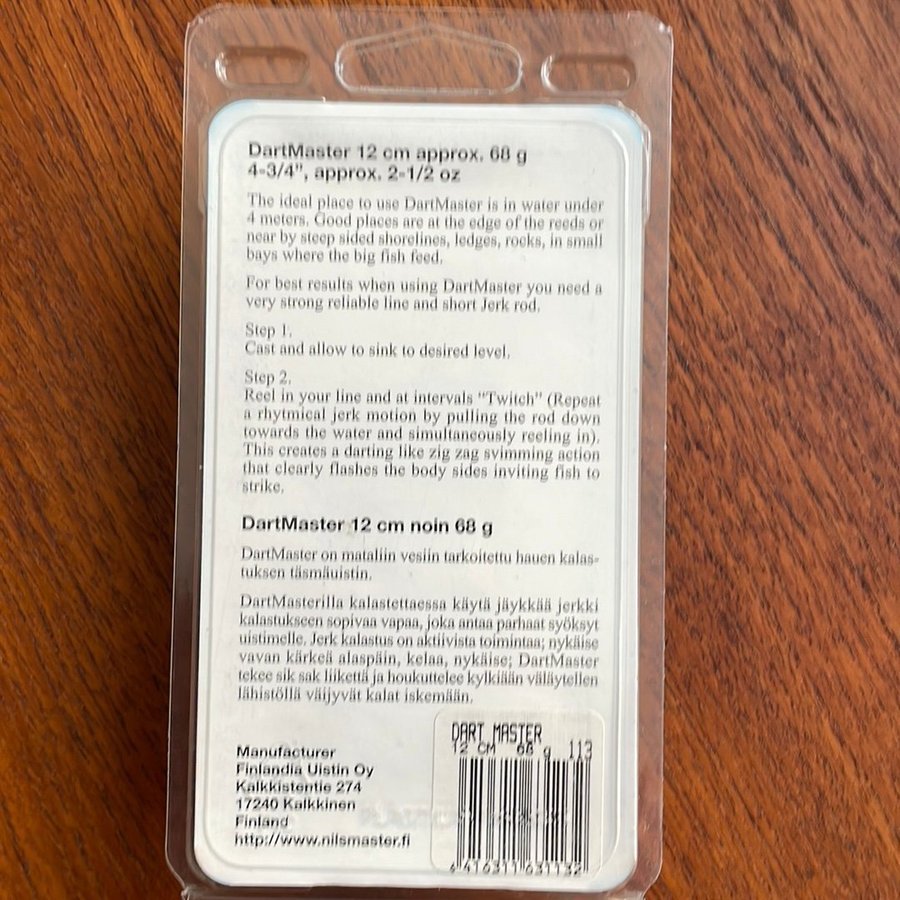 DartMaster 12 cm approx. 68 g
4-3/4”, approx. 2-1/2 oz
The ideal place to use DartMaster is in water under
4 meters. Good places are at the edge of the reeds or
near by steep sided shorelines, ledges, rocks, in small
bays where the big fish feed.
For best results when using DartMaster you need a
very strong reliable line and short Jerk rod.
Step 1.
Cast and allow to sink to desired level.
Step 2.
Reel in your line and at intervals “Twitch” (Repeat
a rhytmical jerk motion by pulling the rod down
towards the water and simultaneously reeling in).
This creates a darting like zig zag svimming action
that clearly flashes the body sides inviting fish to
strike.
DartMaster 12 cm noin 68 g
DartMaster on mataliin vesiin tarkoitettu hauen kalas-
tuksen täsmäuistin.
DartMasterilla kalastettaessa käytä jäykkää jerkki
kalastukseen sopivaa vapaa, joka antaa parhaat syöksyt
uistimelle. Jerk kalastus on aktiivista toimintaa; nykäise
vavan kärkeä alaspäin, kelaa, nykäise; DartMaster
tekee sik sak liikettä ja houkuttelee kylkiään väläytellen
lähistöllä väijyvät kalat iskemään.
Manufacturer
Finlandia Uistin Oy
Kalkkistentie 274
17240 Kalkkinen
Finland
http://www.nilsmaster.fi
DART MASTER
12 CM 68 g 113
6 416311 631132